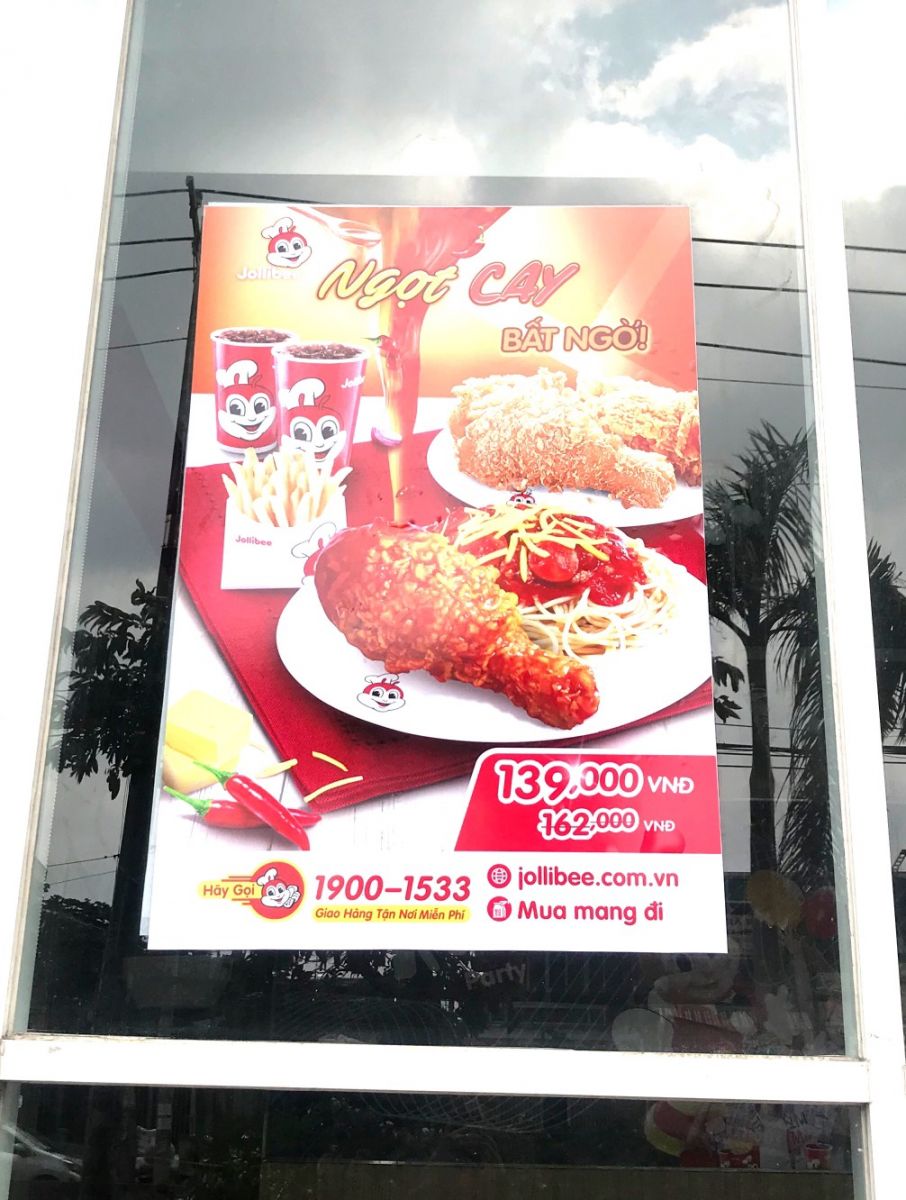 Jollibee
Ngọt CAY
BẤT NGỜ!
Jollibee
139,000 VNĐ
162,000 VNĐ
Hãy Gọi
1900-1533
Giao Hàng Tận Nơi Miễn Phí
jollibee.com.vn
Mua mang đi
Party